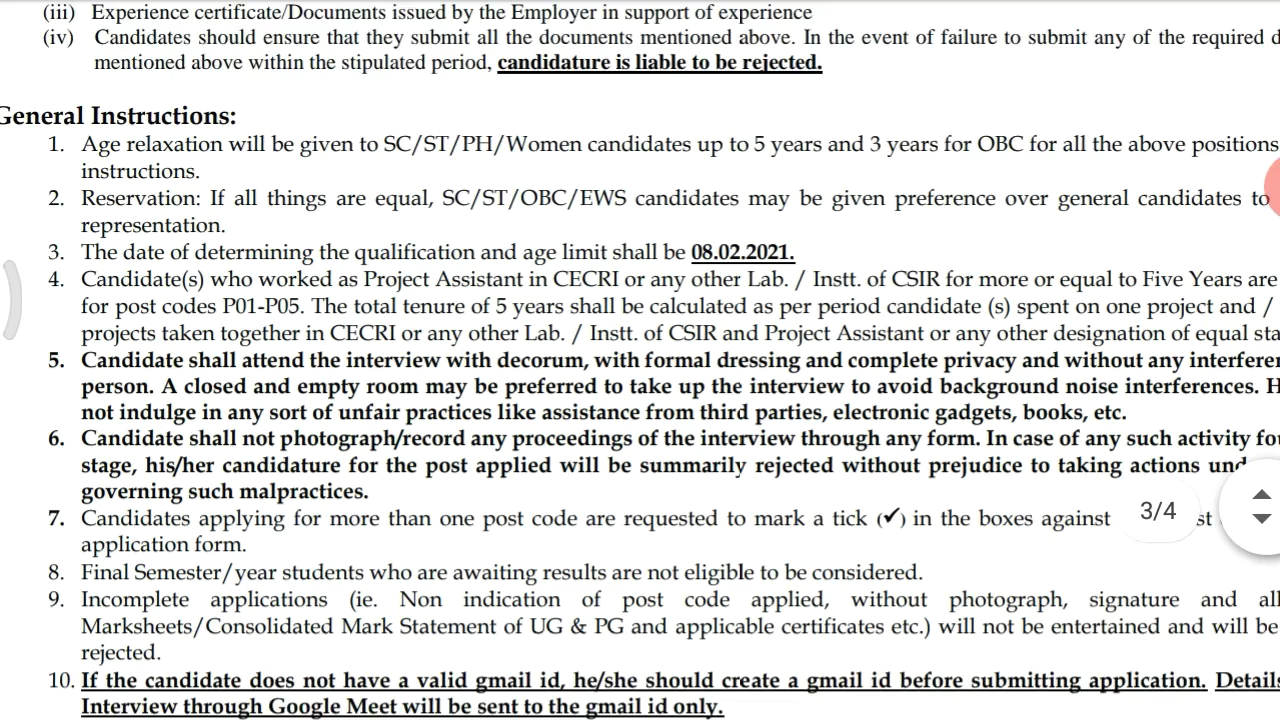 (iii) Experience certificate/Documents issued by the Employer in support of experience
(iv) Candidates should ensure that they submit all the documents mentioned above. In the event of failure to submit any of the required
mentioned above within the stipulated period, candidature is liable to be rejected.
General Instructions:
1. Age relaxation will be given to SC/ST/PH/Women candidates up to 5 years and 3 years for OBC for all the above positions
instructions.
2. Reservation: If all things are equal, SC/ST/OBC/EWS candidates may be given preference over general candidates to
representation.
3. The date of determining the qualification and age limit shall be 08.02.2021.
4. Candidate(s) who worked as Project Assistant in CECRI or any other Lab. / Instt. of CSIR for more or equal to Five Years are
for post codes P01-P05. The total tenure of 5 years shall be calculated as per period candidate (s) spent on one project and /
projects taken together in CECRI or any other Lab. / Instt. of CSIR and Project Assistant or any other designation of equal
5. Candidate shall attend the interview with decorum, with formal dressing and complete privacy and without any
person. A closed and empty room may be preferred to take up the interview to avoid background noise interferences.
not indulge in any sort of unfair practices like assistance from third parties, electronic gadgets, books, etc.
6. Candidate shall not photograph/record any proceedings of the interview through any form. In case of any such activity
stage, his/her candidature for the post applied will be summarily rejected without prejudice to taking actions
governing such malpractices.
7. Candidates applying for more than one post code are requested to mark a tick (✓) in the boxes against 3/4
application form.
8. Final Semester/year students who are awaiting results are not eligible to be considered.
9. Incomplete applications (ie. Non indication of post code applied, without photograph, signature and all
Marksheets/Consolidated Mark Statement of UG & PG and applicable certificates etc.) will not be entertained and will be
rejected.
10. If the candidate does not have a valid gmail id, he/she should create a gmail id before submitting application. Details
Interview through Google Meet will be sent to the gmail id only.